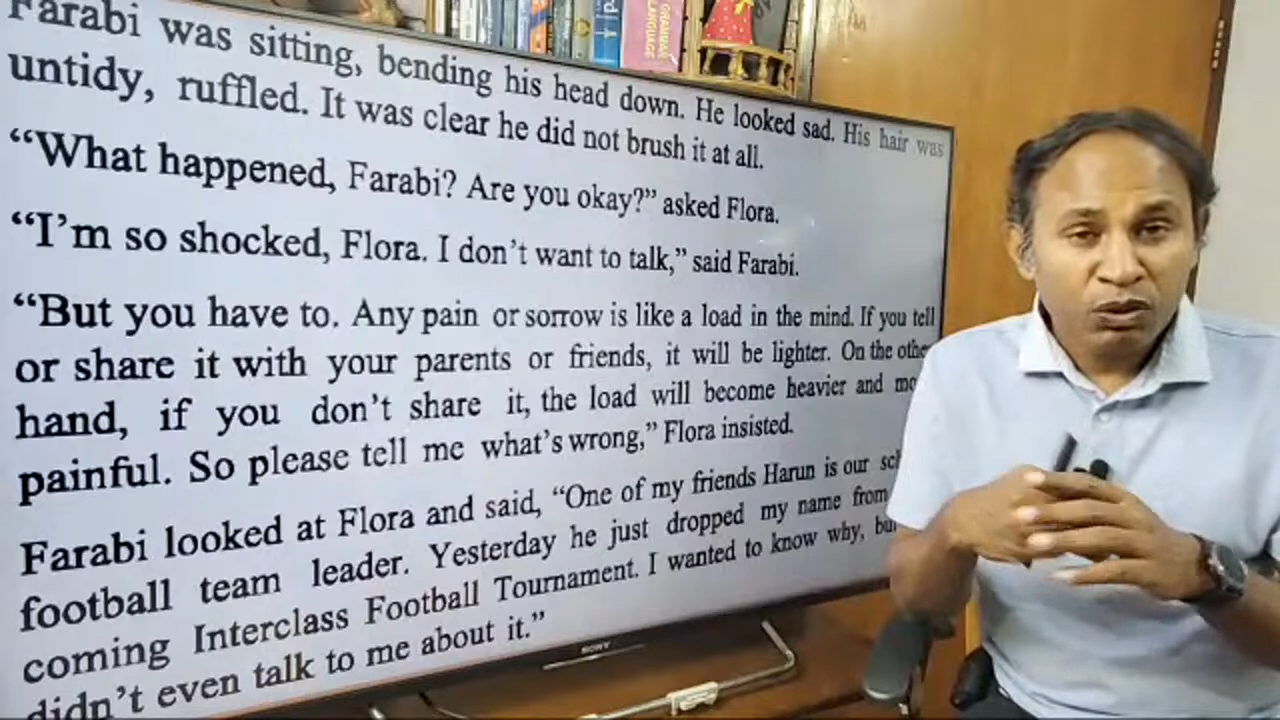 Farabi was sitting, bending his head down. He looked sad. His hair was
untidy, ruffled. It was clear he did not brush it at all.
“What happened, Farabi? Are you okay?” asked Flora.
“I’m so shocked, Flora. I don’t want to talk,” said Farabi.
“But you have to. Any pain or sorrow is like a load in the mind. If you tell
or share it with your parents or friends, it will be lighter. On the
hand, if you don’t share it, the load will become heavier and
painful. So please tell me what’s wrong,” Flora insisted.
Farabi looked at Flora and said, “One of my friends Harun is our
football team leader. Yesterday he just dropped my name from
coming Interclass Football Tournament. I wanted to know why,
didn’t even talk to me about it.”
SONY
GRAMMAR
LANGUAGE